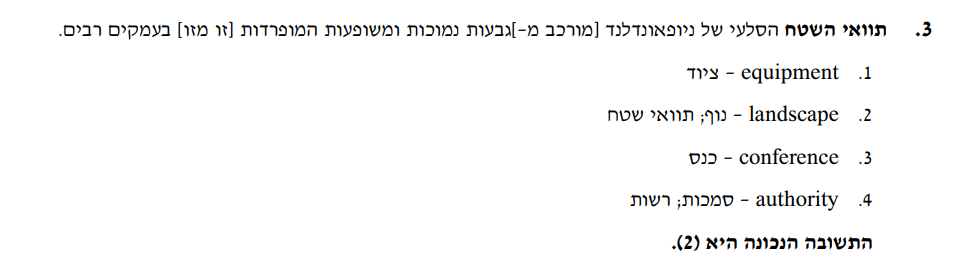 3. תוואי השטח הסלעי של ניופאונדלנד [מורכב מ-]גבעות נמוכות ומשופעות המופרדות [זו מזו] בעמקים רבים.
1. equipment – ציוד
2. landscape – נוף; תוואי שטח
3. conference – כנס
4. authority – סמכות; רשות
התשובה הנכונה היא (2).